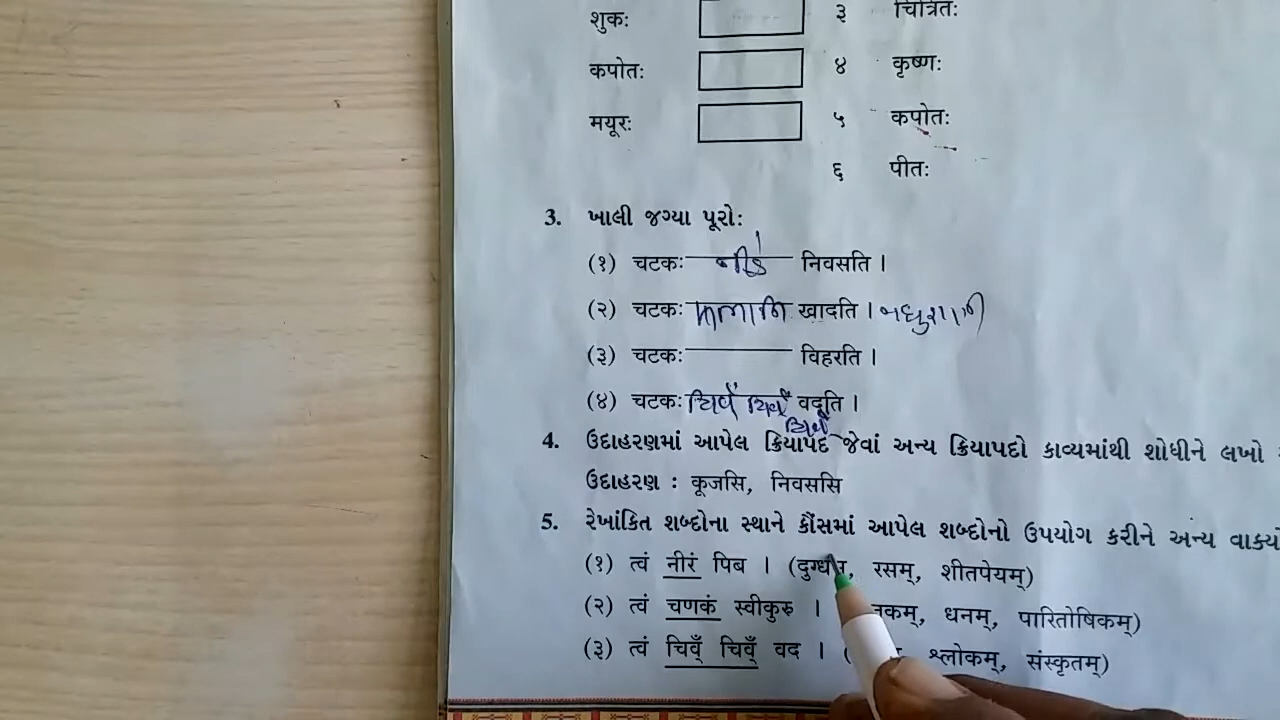 शुकः ३ चित्रितः
कपोतः ४ कृष्णः
मयूरः ५ कपोतः
६ पीतः
3. ખાલી જગ્યા પૂરો:
(१) चटकः नीडे निवसति ।
(२) चटकः खादति ।
(३) चटकः विहरति ।
(४) चटकः वदति ।
4. ઉદાહરણમાં આપેલ ક્રિયાપદ જેવાં અન્ય ક્રિયાપદો કાવ્યમાંથી શોધીને લખો
ઉદાહરણ : कूजसि, निवससि
5. રેખાંકિત શબ્દોના સ્થાને કૌંસમાં આપેલ શબ્દોનો ઉપયોગ કરીને અન્ય વાક્યો
(१) त्वं नीरं पिब । (दुग्धम्, रसम्, शीतपेयम्)
(२) त्वं चणकं स्वीकुरु । धनम्, पारितोषिकम्)
(३) त्वं चिवँ् चिवँ् वद । श्लोकम्, संस्कृतम्)